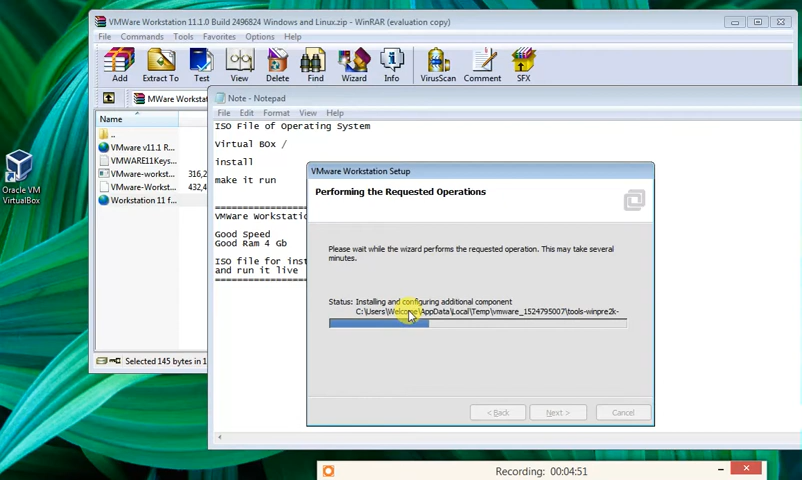 VMWare Workstation 11.1.0 Build 2496824 Windows and Linux.zip - WinRAR (evaluation copy)
File Commands Tools Favorites Options Help
Add Extract To Test View Delete Find Wizard Info VirusScan Comment SFX
MWare Workstat
Name
..
VMware v11.1 R...
VMWARE11Keys...
VMware-workst... 316,2
VMware-Workst... 432,4
Workstation 11 f...
Selected 145 bytes in 1
Oracle VM
VirtualBox
Note - Notepad
File Edit Format View Help
ISO File of Operating System
Virtual BOx /
install
make it run
VMWare Workstatio
Good Speed
Good Ram 4 Gb
ISO file for inst
and run it live
VMware Workstation Setup
Performing the Requested Operations
Please wait while the wizard performs the requested operation. This may take several
minutes.
Status: Installing and configuring additional component
C:\Users\Welcome\AppData\Local\Temp\vmware_1524795007\tools-winpre2k-
< Back Next > Cancel
Recording: 00:04:51